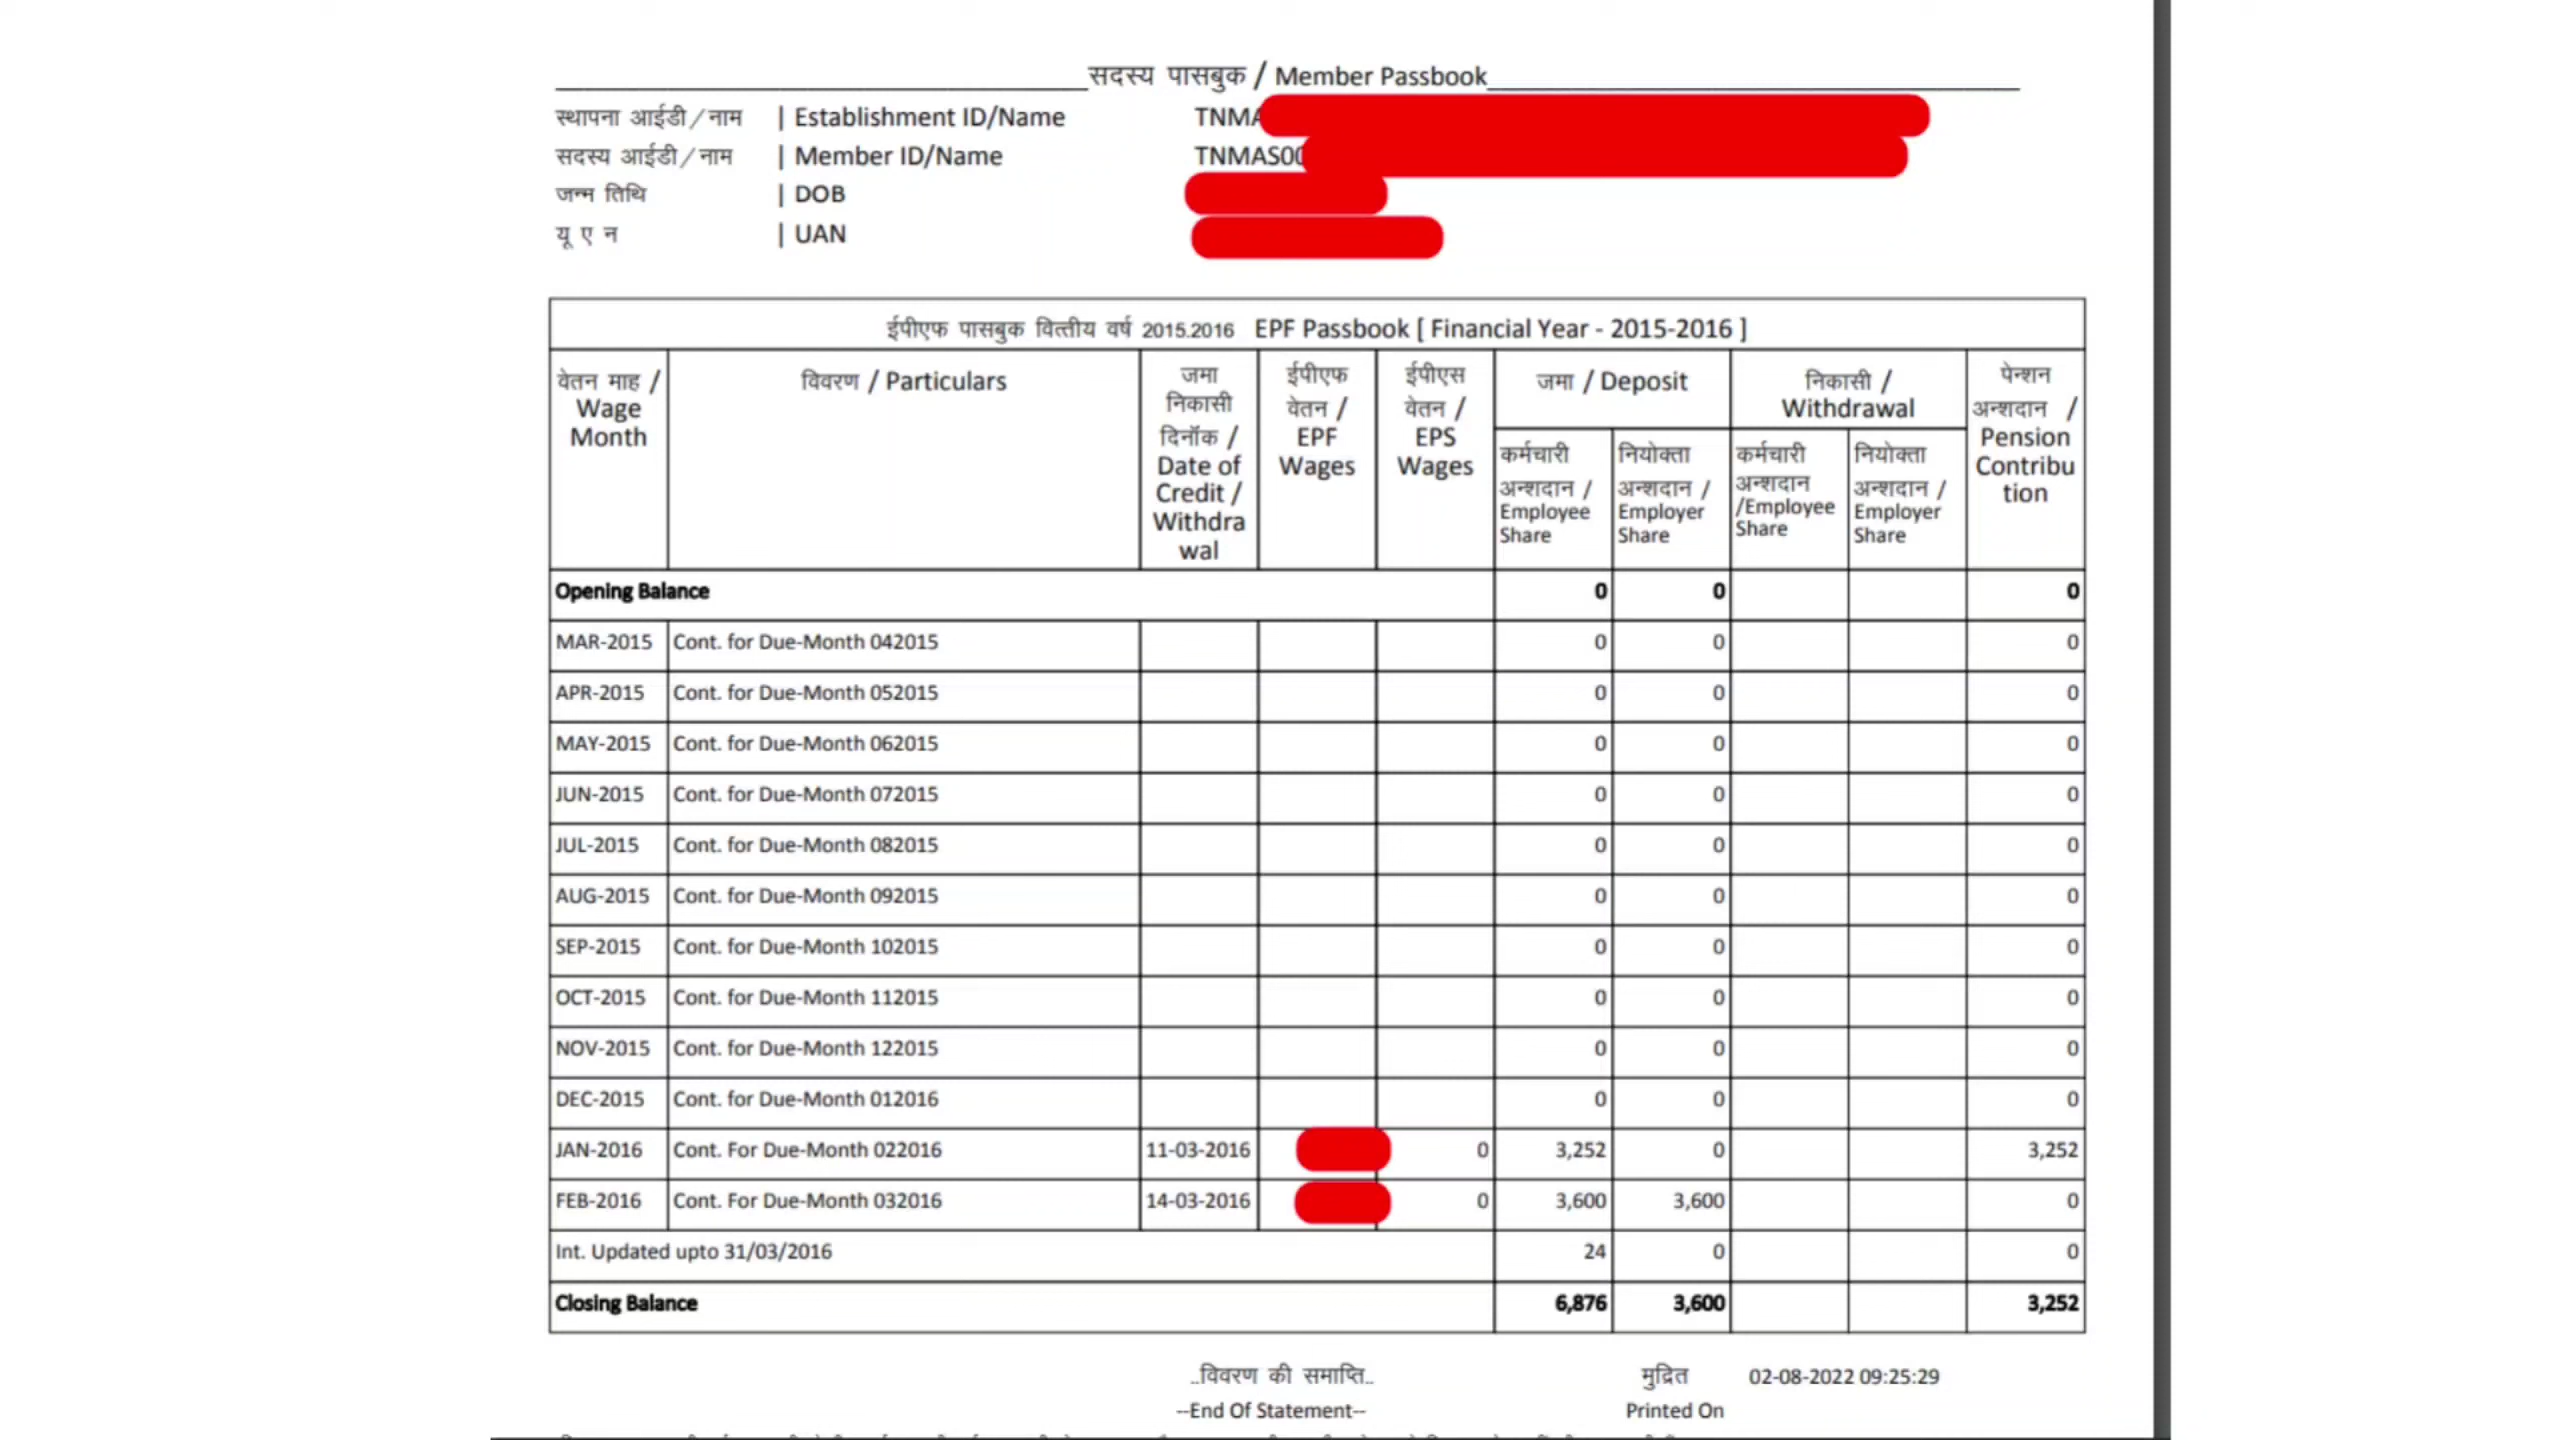 सदस्य पासबुक / Member Passbook
स्थापना आईडी/नाम | Establishment ID/Name TNMA
सदस्य आईडी/नाम | Member ID/Name TNMAS00
जन्म तिथि | DOB
यू ए न | UAN
ईपीएफ पासबुक वित्तीय वर्ष 2015.2016 EPF Passbook [ Financial Year - 2015-2016 ]
वेतन माह / Wage Month
विवरण / Particulars
जमा निकासी दिनॉंक / Date of Credit / Withdrawal
ईपीएफ वेतन / EPF Wages
ईपीएस वेतन / EPS Wages
जमा / Deposit
निकासी / Withdrawal
पेन्शन अन्शदान / Pension Contribution
कर्मचारी अन्शदान / Employee Share
नियोक्ता अन्शदान / Employer Share
कर्मचारी अन्शदान /Employee Share
नियोक्ता अन्शदान / Employer Share
Opening Balance 0 0 0
MAR-2015 Cont. for Due-Month 042015 0 0 0
APR-2015 Cont. for Due-Month 052015 0 0 0
MAY-2015 Cont. for Due-Month 062015 0 0 0
JUN-2015 Cont. for Due-Month 072015 0 0 0
JUL-2015 Cont. for Due-Month 082015 0 0 0
AUG-2015 Cont. for Due-Month 092015 0 0 0
SEP-2015 Cont. for Due-Month 102015 0 0 0
OCT-2015 Cont. for Due-Month 112015 0 0 0
NOV-2015 Cont. for Due-Month 122015 0 0 0
DEC-2015 Cont. for Due-Month 012016 0 0 0
JAN-2016 Cont. For Due-Month 022016 11-03-2016 0 3,252 0 3,252
FEB-2016 Cont. For Due-Month 032016 14-03-2016 0 3,600 3,600 0
Int. Updated upto 31/03/2016 24 0 0
Closing Balance 6,876 3,600 3,252
..विवरण की समाप्ति.. मुद्रित 02-08-2022 09:25:29
--End Of Statement-- Printed On